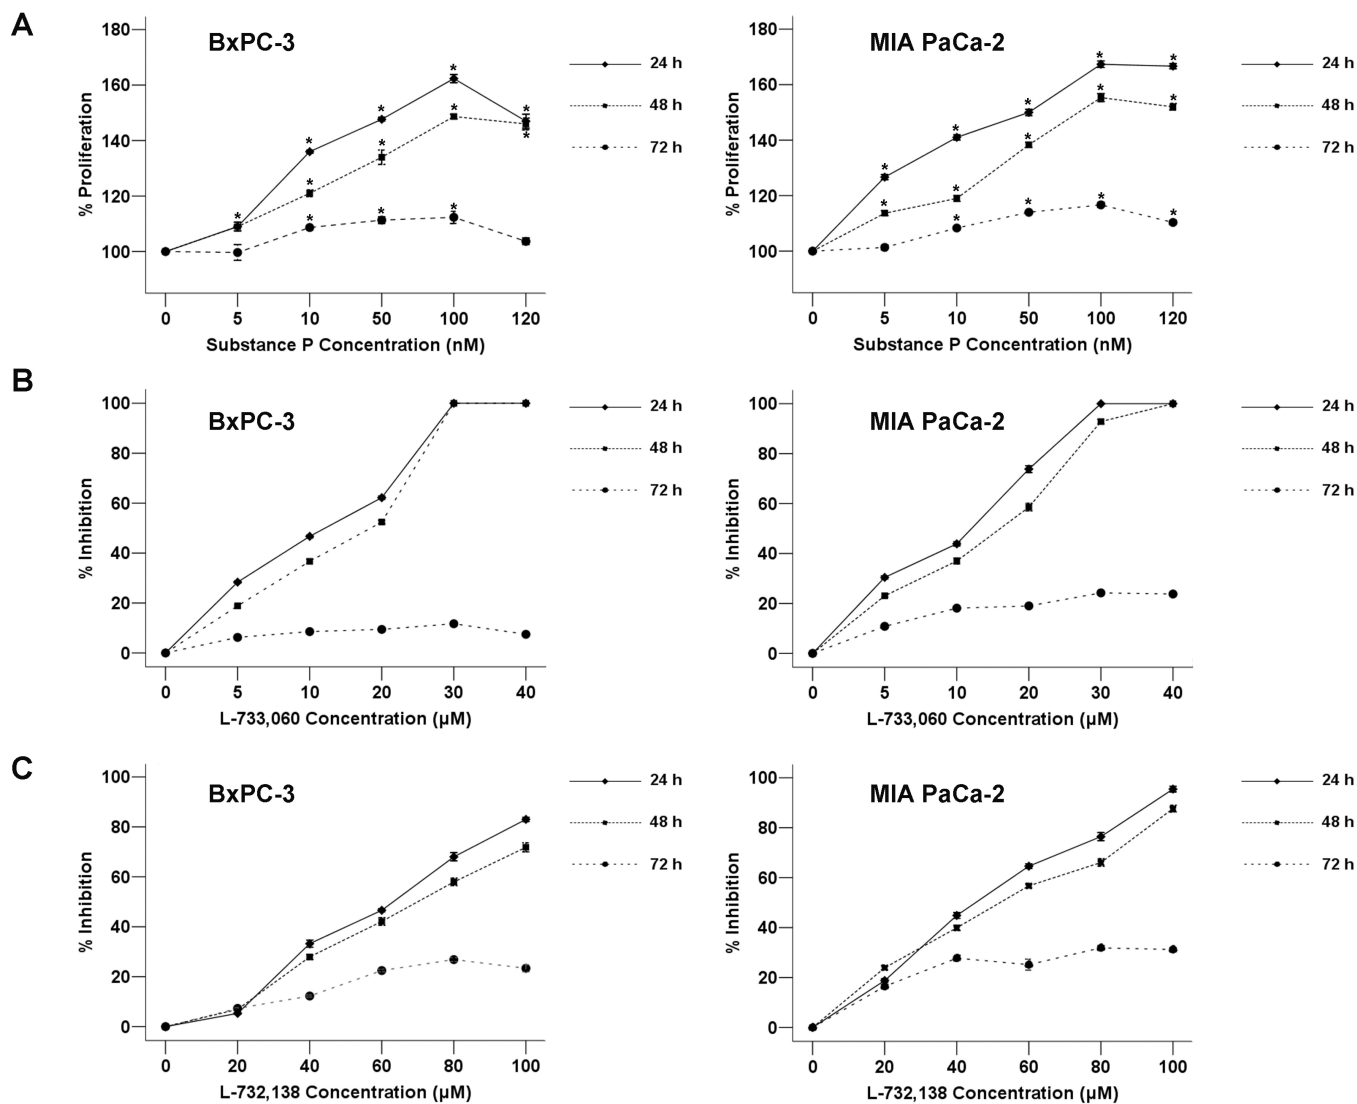 A
BxPC-3
% Proliferation
180
160
140
120
100
0 5 10 50 100 120
Substance P Concentration (nM)
24 h
48 h
72 h
MIA PaCa-2
% Proliferation
180
160
140
120
100
0 5 10 50 100 120
Substance P Concentration (nM)
24 h
48 h
72 h
B
BxPC-3
% Inhibition
100
80
60
40
20
0
0 5 10 20 30 40
L-733,060 Concentration (µM)
24 h
48 h
72 h
MIA PaCa-2
% Inhibition
100
80
60
40
20
0
0 5 10 20 30 40
L-733,060 Concentration (µM)
24 h
48 h
72 h
C
BxPC-3
% Inhibition
100
80
60
40
20
0
0 20 40 60 80 100
L-732,138 Concentration (µM)
24 h
48 h
72 h
MIA PaCa-2
% Inhibition
100
80
60
40
20
0
0 20 40 60 80 100
L-732,138 Concentration (µM)
24 h
48 h
72 h